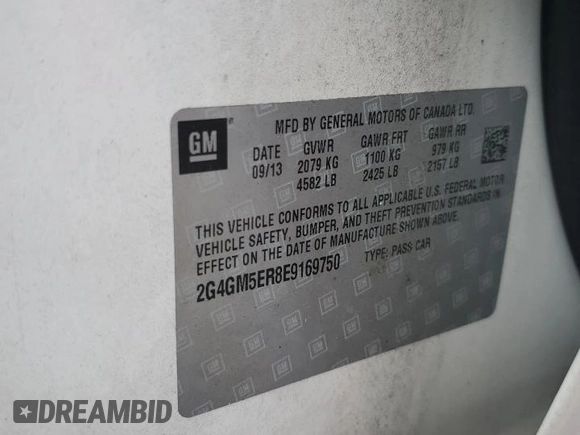 GM
MFD BY GENERAL MOTORS OF CANADA LTD.
DATE GVWR GAWR FRT GAWR RR
09/13 2079 KG 1100 KG 979 KG
4582 LB 2425 LB 2157 LB
THIS VEHICLE CONFORMS TO ALL APPLICABLE U.S. FEDERAL MOTOR
VEHICLE SAFETY, BUMPER, AND THEFT PREVENTION STANDARDS IN
EFFECT ON THE DATE OF MANUFACTURE SHOWN ABOVE.
2G4GM5ER8E9169750 TYPE: PASS CAR
DREAMBID